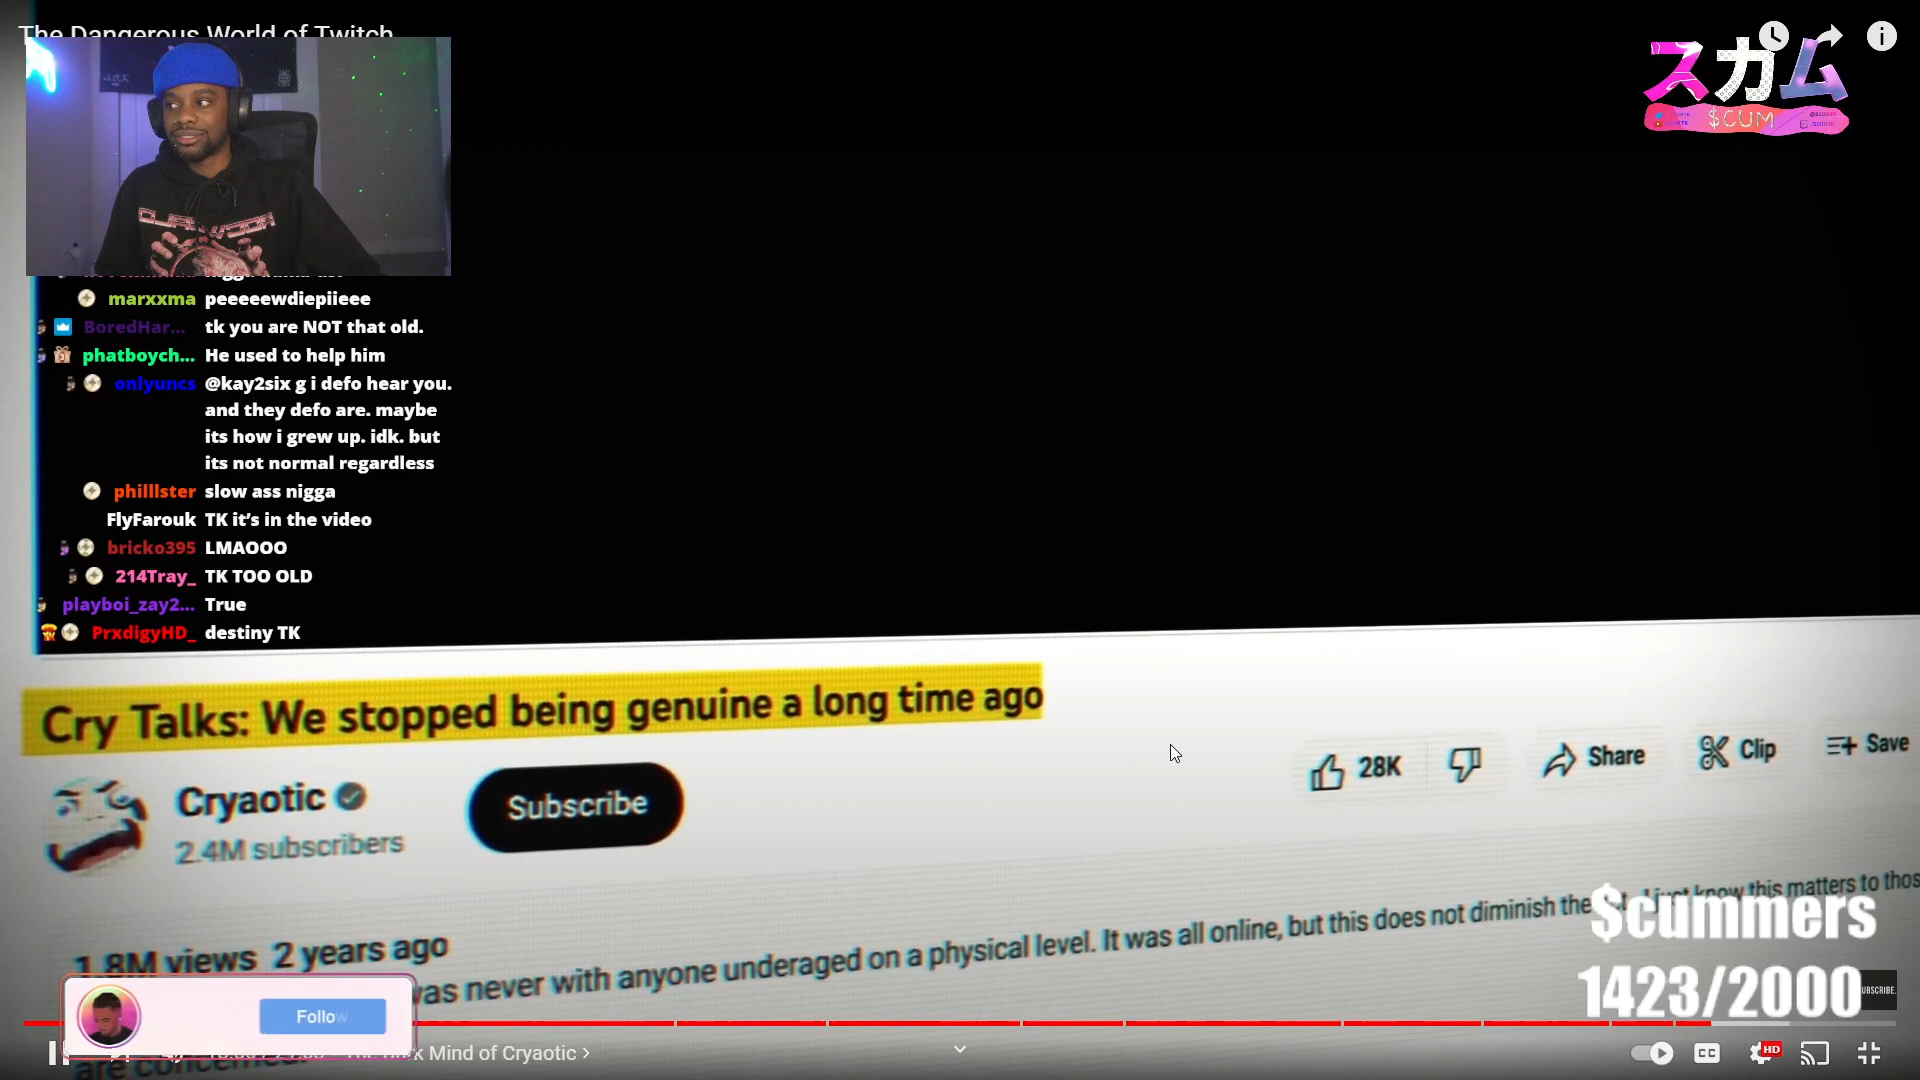 The Dangerous World of Twitch
スカム
$CUM
marxxma peeeeewdiepiieee
BoredHar... tk you are NOT that old.
phatboych... He used to help him
onlyuncs @kay2six g i defo hear you.
and they defo are. maybe
its how i grew up. idk. but
its not normal regardless
philllster slow ass nigga
FlyFarouk TK it’s in the video
bricko395 LMAOOO
214Tray_ TK TOO OLD
playboi_zay2... True
PrxdigyHD_ destiny TK
Cry Talks: We stopped being genuine a long time ago
Cryaotic
2.4M subscribers
Subscribe
28K
Share
Clip
Save
1.8M views 2 years ago
was never with anyone underaged on a physical level. It was all online, but this does not diminish the just know this matters to thos
are
$cummers
1423/2000
UBSCRIBE.
Follow
Mind of Cryaotic >
CC
HD